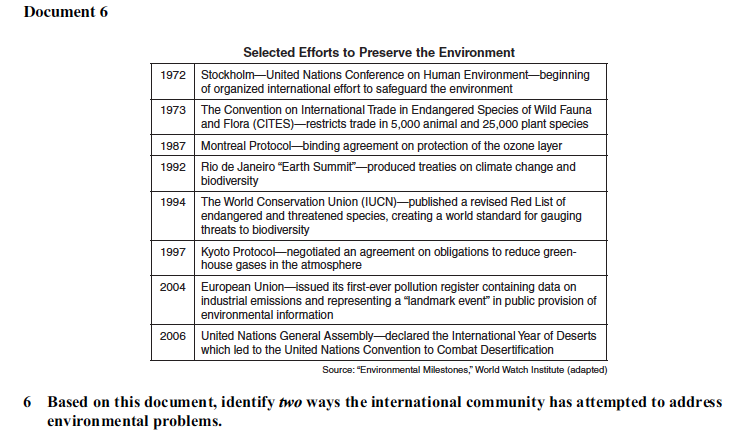 Document 6
Selected Efforts to Preserve the Environment
1972 Stockholm—United Nations Conference on Human Environment—beginning
of organized international effort to safeguard the environment
1973 The Convention on International Trade in Endangered Species of Wild Fauna
and Flora (CITES)—restricts trade in 5,000 animal and 25,000 plant species
1987 Montreal Protocol—binding agreement on protection of the ozone layer
1992 Rio de Janeiro “Earth Summit”—produced treaties on climate change and
biodiversity
1994 The World Conservation Union (IUCN)—published a revised Red List of
endangered and threatened species, creating a world standard for gauging
threats to biodiversity
1997 Kyoto Protocol—negotiated an agreement on obligations to reduce green-
house gases in the atmosphere
2004 European Union—issued its first-ever pollution register containing data on
industrial emissions and representing a “landmark event” in public provision of
environmental information
2006 United Nations General Assembly—declared the International Year of Deserts
which led to the United Nations Convention to Combat Desertification
Source: “Environmental Milestones,” World Watch Institute (adapted)
6 Based on this document, identify two ways the international community has attempted to address
environmental problems.